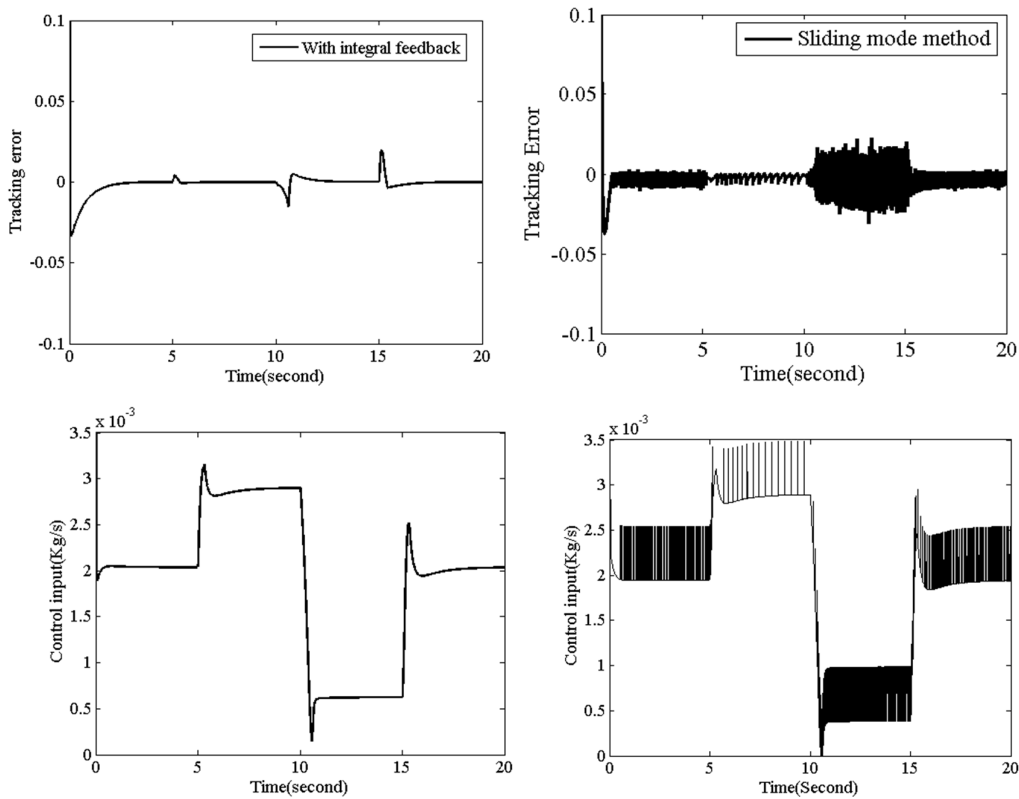 0.1
0.05
0
-0.05
-0.1
Tracking error
With integral feedback
0 5 10 15 20
Time(second)
0.1
0.05
0
-0.05
-0.1
Tracking Error
Sliding mode method
0 5 10 15 20
Time(second)
x 10-3
3.5
3
2.5
2
1.5
1
0.5
0
Control input(Kg/s)
0 5 10 15 20
Time(second)
x 10-3
3.5
3
2.5
2
1.5
1
0.5
0
Control input(Kg/s)
0 5 10 15 20
Time(Second)